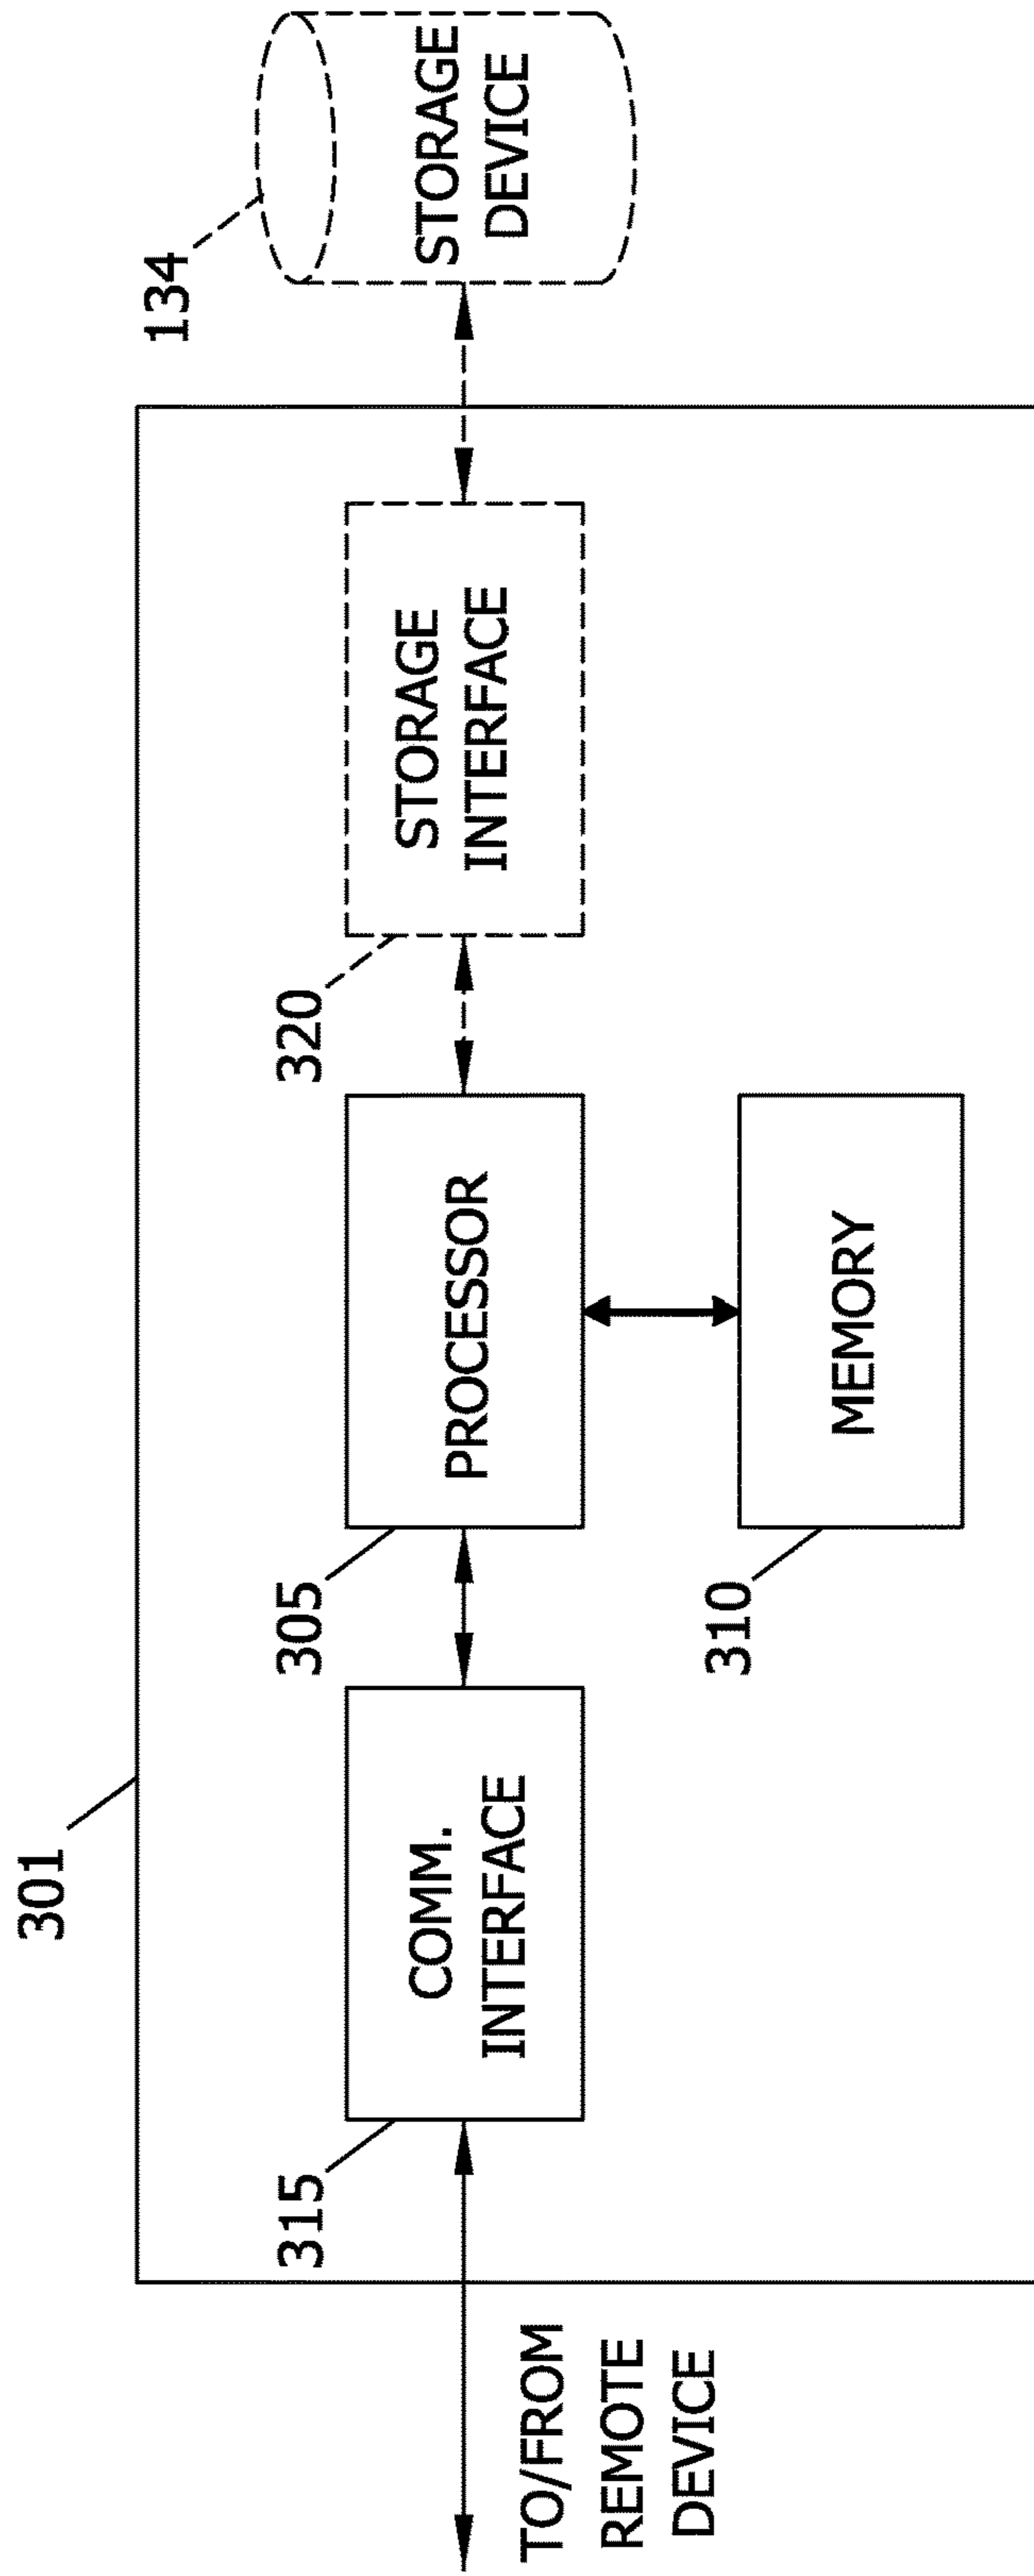 301
315
COMM.
INTERFACE
305
PROCESSOR
320
STORAGE
INTERFACE
134
STORAGE
DEVICE
310
MEMORY
TO/FROM
REMOTE
DEVICE